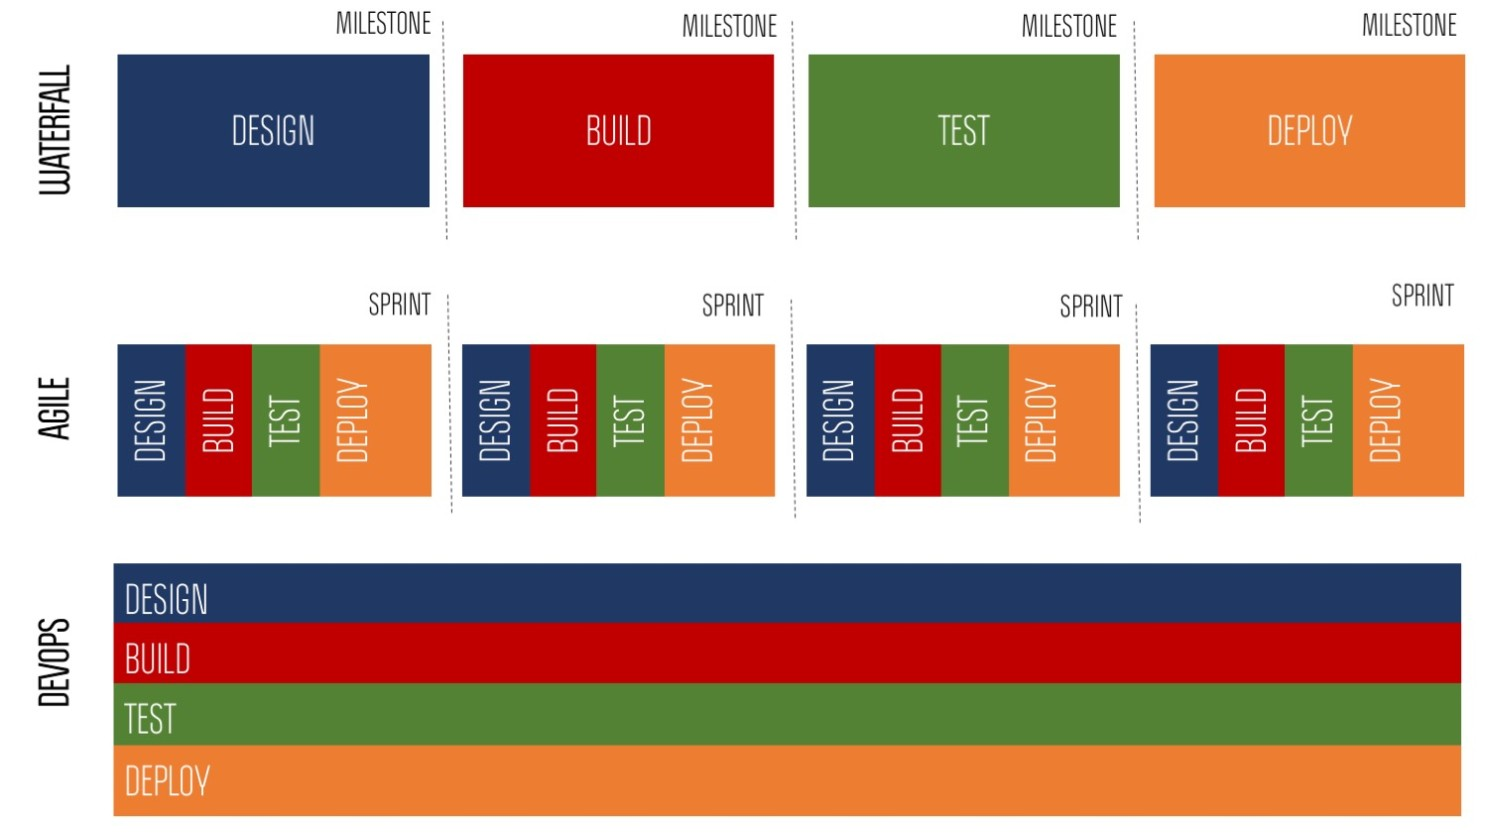 MILESTONE MILESTONE MILESTONE MILESTONE
WATERFALL
DESIGN BUILD TEST DEPLOY
SPRINT SPRINT SPRINT SPRINT
AGILE
DESIGN BUILD TEST DEPLOY DESIGN BUILD TEST DEPLOY DESIGN BUILD TEST DEPLOY DESIGN BUILD TEST DEPLOY
DEVOPS
DESIGN
BUILD
TEST
DEPLOY